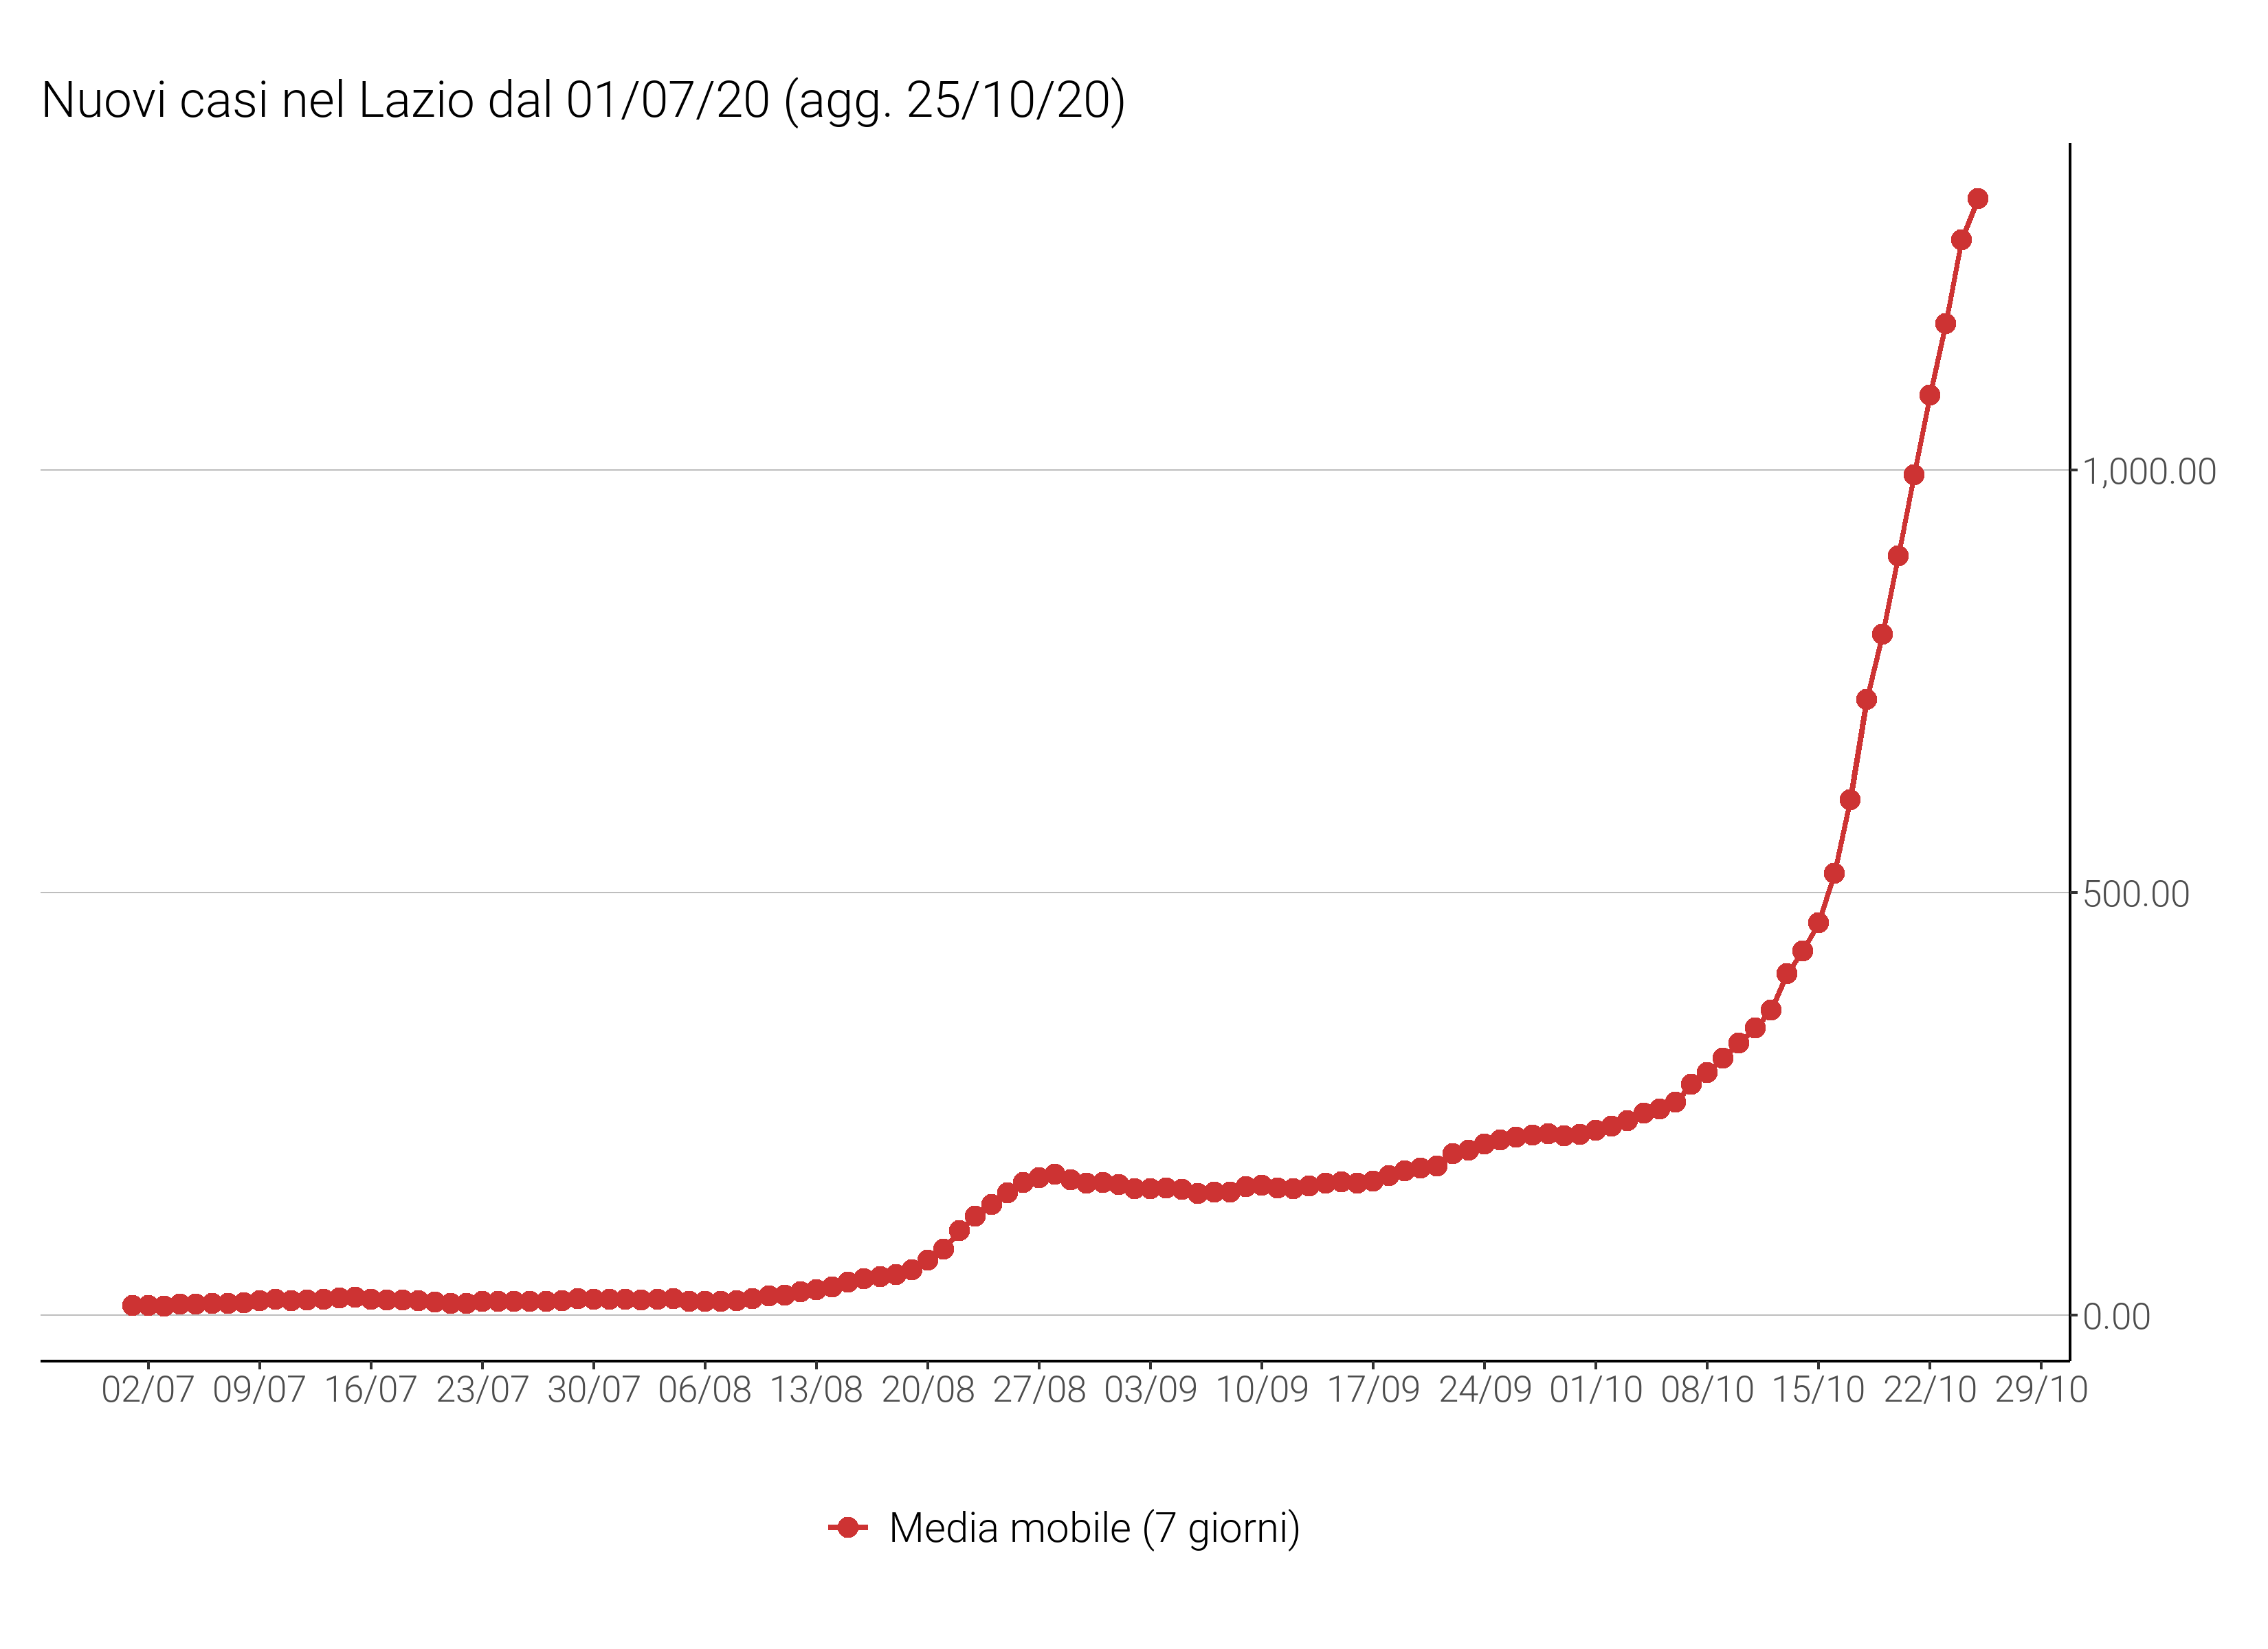 Nuovi casi nel Lazio dal 01/07/20 (agg. 25/10/20)
1,000.00
500.00
0.00
02/07 09/07 16/07 23/07 30/07 06/08 13/08 20/08 27/08 03/09 10/09 17/09 24/09 01/10 08/10 15/10 22/10 29/10
Media mobile (7 giorni)